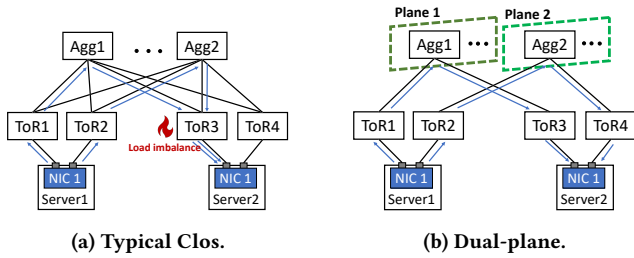 Agg1
• • •
Agg2
ToR1
ToR2
ToR3
ToR4
Load imbalance
NIC 1
Server1
NIC 1
Server2
(a) Typical Clos.
Plane 1
Plane 2
Agg1
•••
Agg2
•••
ToR1
ToR2
ToR3
ToR4
NIC 1
Server1
NIC 1
Server2
(b) Dual-plane.